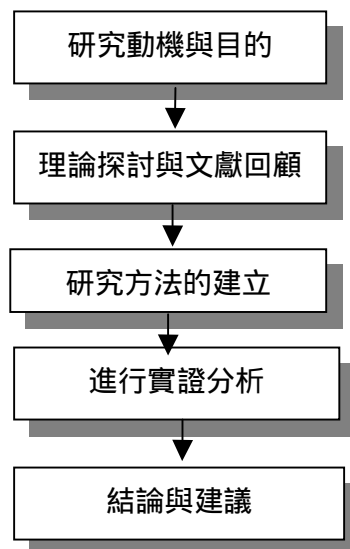 研究動機與目的
理論探討與文獻回顧
研究方法的建立
進行實證分析
結論與建議